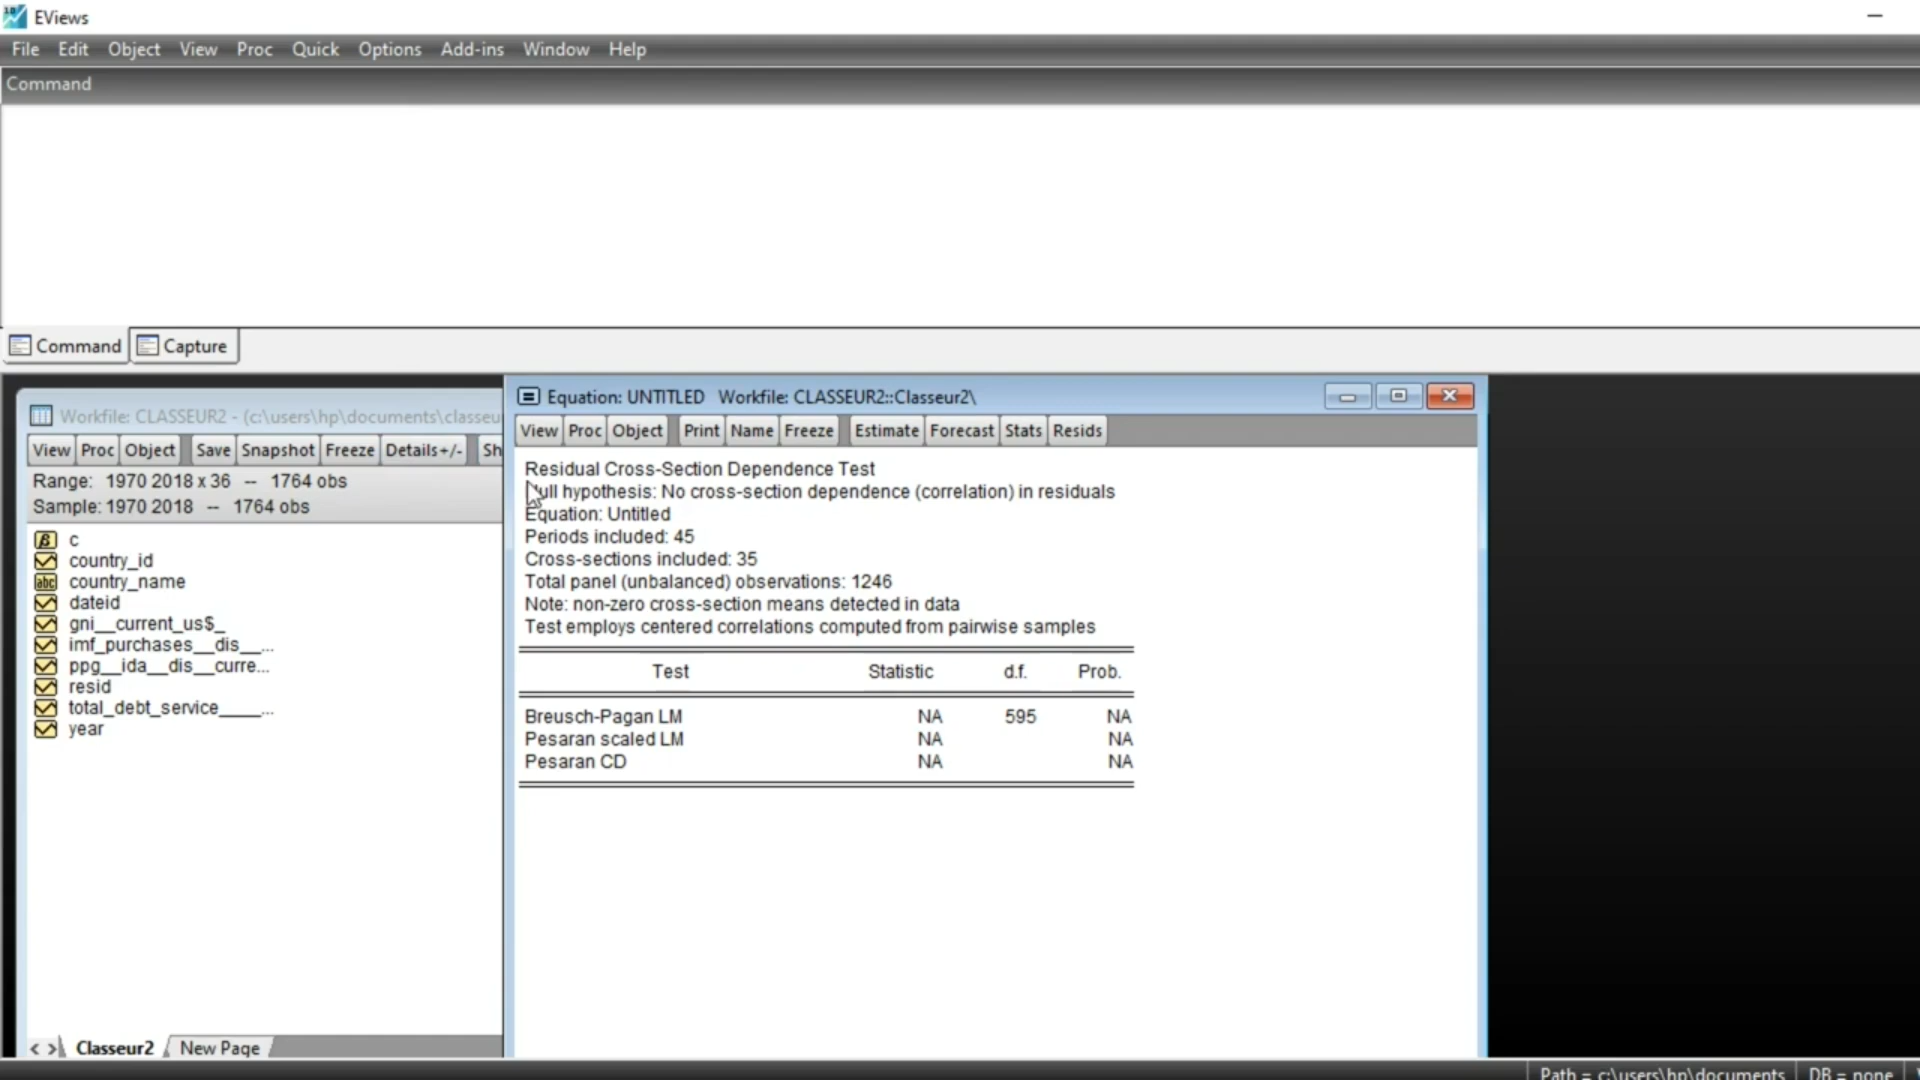 EViews
File Edit Object View Proc Quick Options Add-ins Window Help
Command
Command Capture
Workfile: CLASSEUR2 - (c:\users\hp\documents\classeu
View Proc Object Save Snapshot Freeze Details+/- Sh
Range: 1970 2018 x 36 -- 1764 obs
Sample: 1970 2018 -- 1764 obs
β c
country_id
abc country_name
dateid
gni__current_us$_
imf_purchases__dis__...
ppg__ida__dis__curre...
resid
total_debt_service____...
year
< > Classeur2 New Page
Equation: UNTITLED Workfile: CLASSEUR2::Classeur2\
View Proc Object Print Name Freeze Estimate Forecast Stats Resids
Residual Cross-Section Dependence Test
Null hypothesis: No cross-section dependence (correlation) in residuals
Equation: Untitled
Periods included: 45
Cross-sections included: 35
Total panel (unbalanced) observations: 1246
Note: non-zero cross-section means detected in data
Test employs centered correlations computed from pairwise samples
Test Statistic d.f. Prob.
Breusch-Pagan LM NA 595 NA
Pesaran scaled LM NA NA
Pesaran CD NA NA
Path = c:\users\hp\documents DB = none